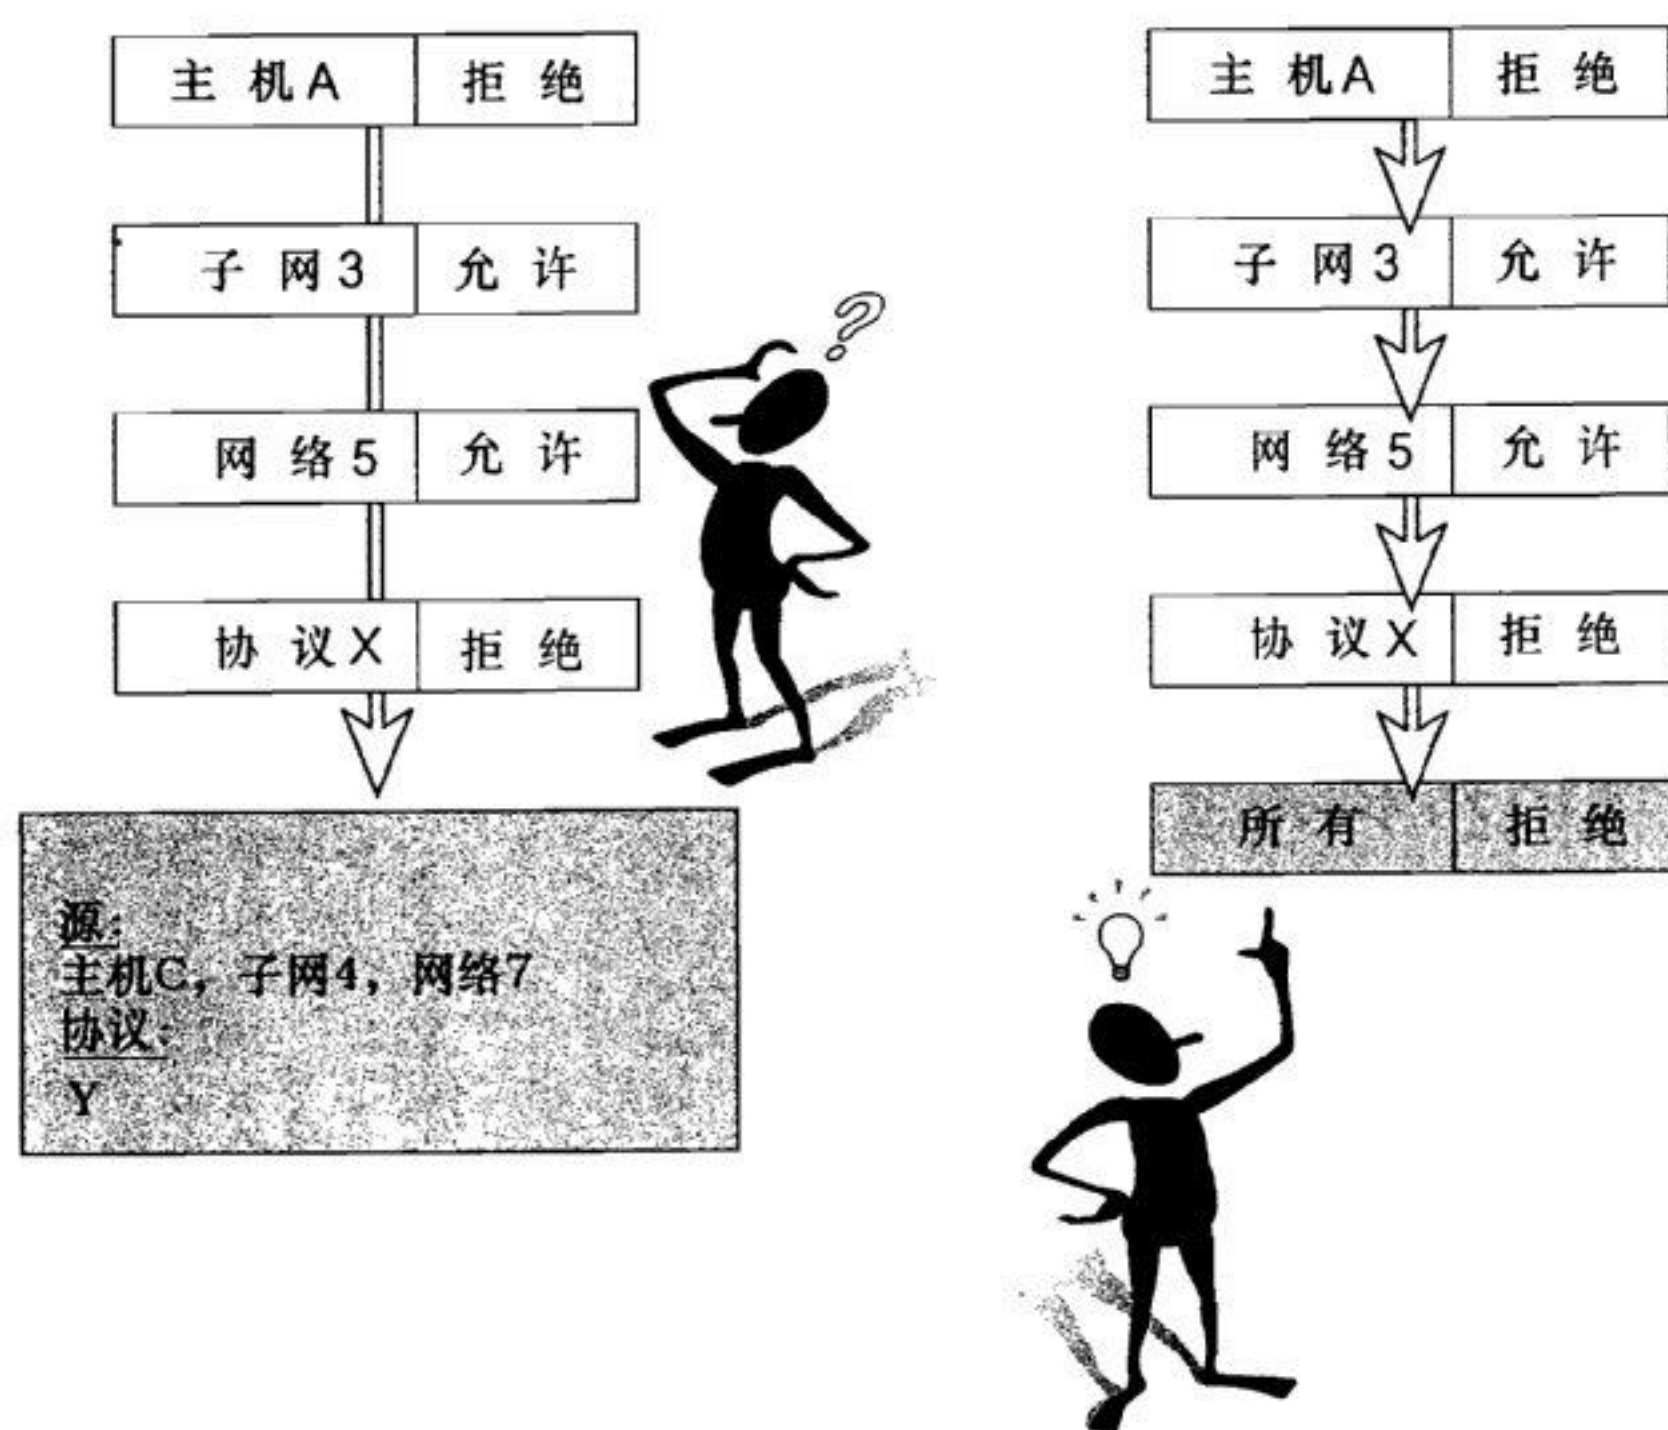 主机A 拒绝
子网3 允许
网络5 允许
协议X 拒绝
?
源:
主机C，子网4，网络7
协议:
Y
主机A 拒绝
子网3 允许
网络5 允许
协议X 拒绝
所有 拒绝